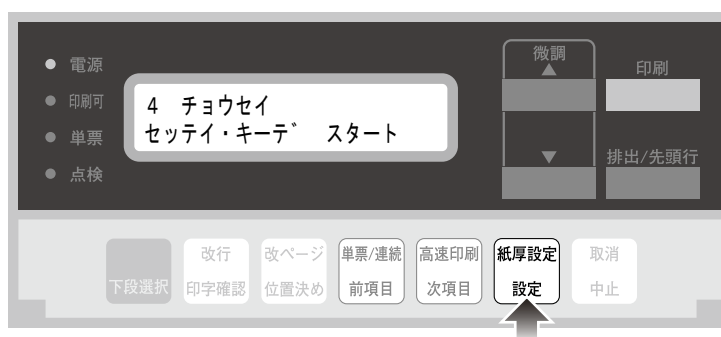 電源
印刷可
単票
点検
4 チョウセイ
セッテイ・キーデ゛ スタート
微調
▲
▼
印刷
排出/先頭行
下段選択
改行
印字確認
改ページ
位置決め
単票/連続
前項目
高速印刷
次項目
紙厚設定
設定
取消
中止